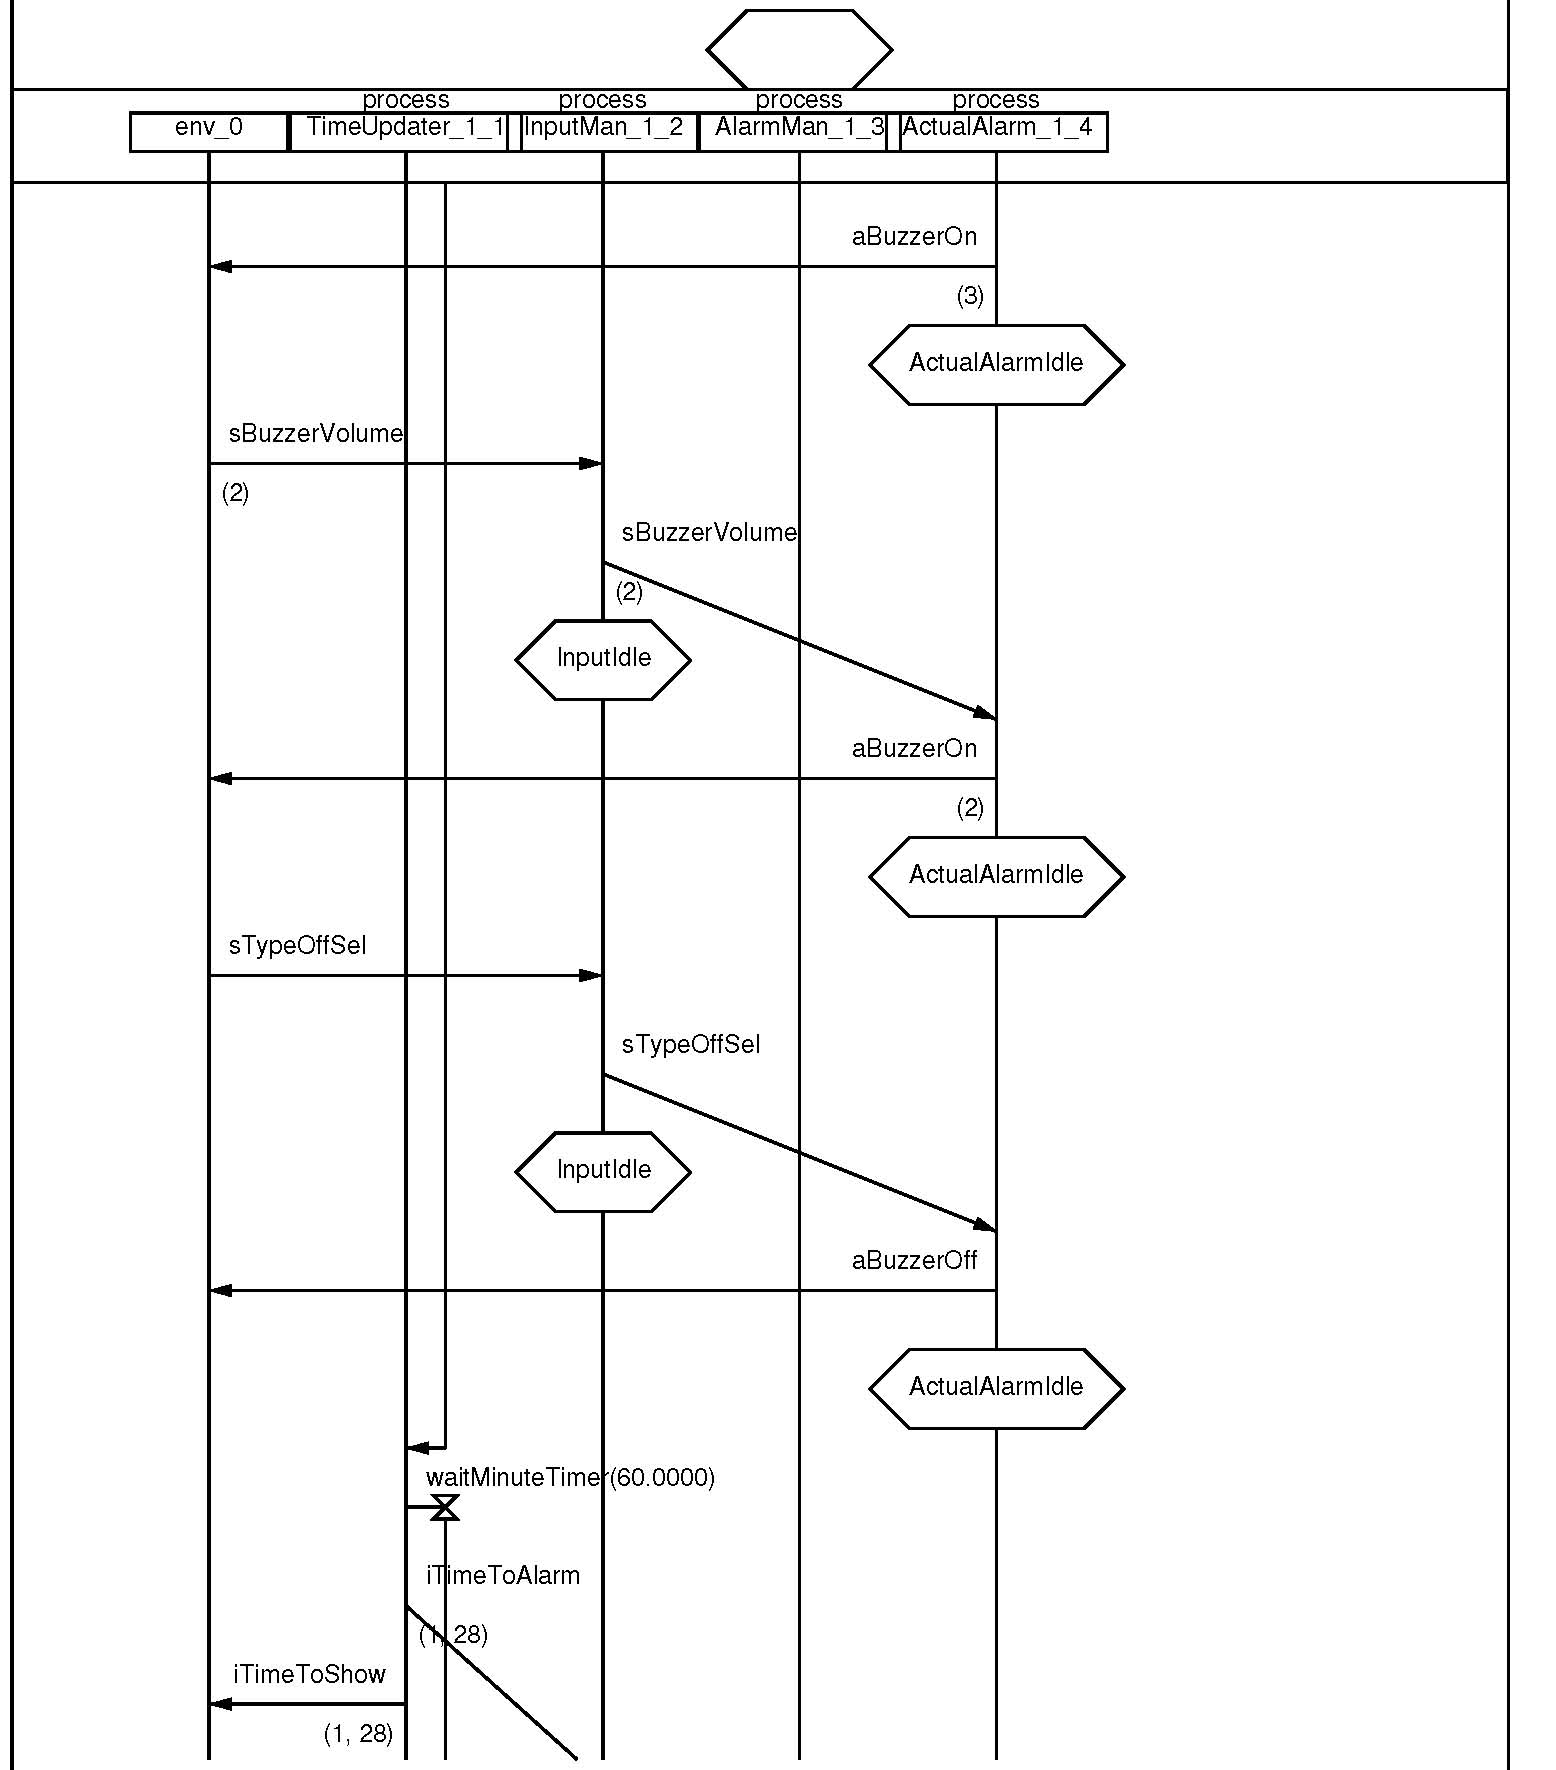 process process process process
env_0 TimeUpdater_1_1 InputMan_1_2 AlarmMan_1_3 ActualAlarm_1_4
aBuzzerOn
(3)
ActualAlarmIdle
sBuzzerVolume
(2)
sBuzzerVolume
(2)
InputIdle
aBuzzerOn
(2)
ActualAlarmIdle
sTypeOffSel
sTypeOffSel
InputIdle
aBuzzerOff
ActualAlarmIdle
waitMinuteTimer(60.0000)
iTimeToAlarm
(1, 28)
iTimeToShow
(1, 28)